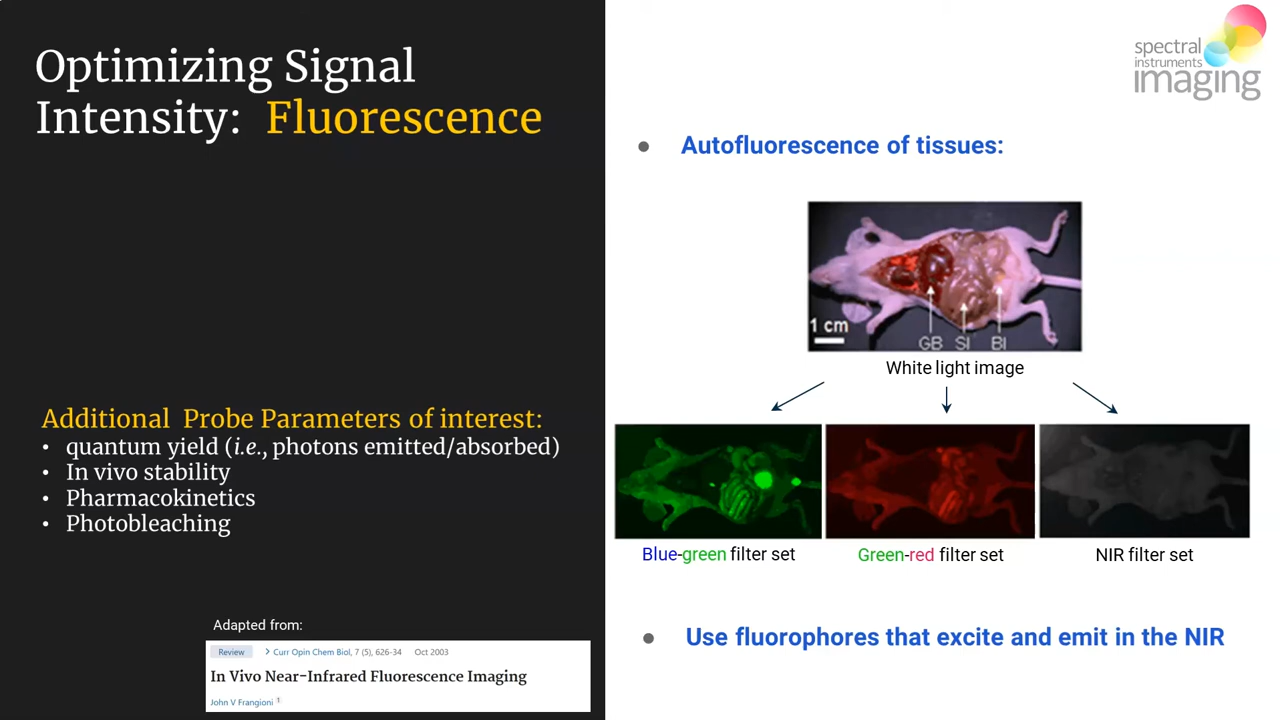 Optimizing Signal
Intensity: Fluorescence
Additional Probe Parameters of interest:
• quantum yield (i.e., photons emitted/absorbed)
• In vivo stability
• Pharmacokinetics
• Photobleaching
Adapted from:
Review > Curr Opin Chem Biol, 7 (5), 626-34 Oct 2003
In Vivo Near-Infrared Fluorescence Imaging
John V Frangioni 1
spectral
instruments
imaging
● Autofluorescence of tissues:
1 cm
GB SI BI
White light image
Blue-green filter set
Green-red filter set
NIR filter set
● Use fluorophores that excite and emit in the NIR